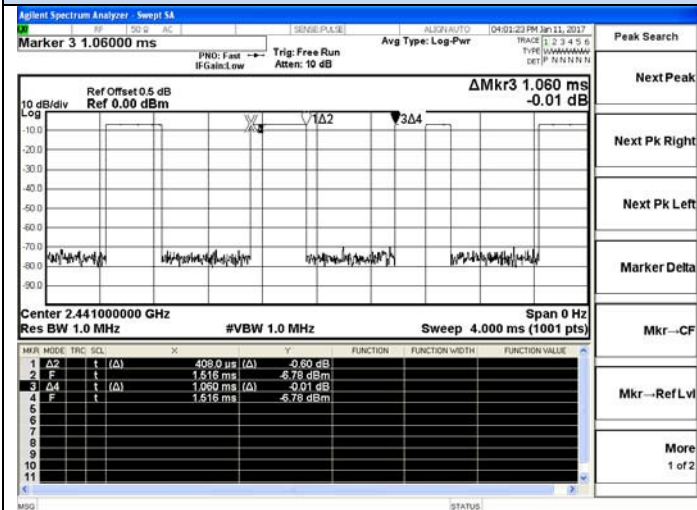 Agilent Spectrum Analyzer - Swept SA
RF 50 Ω AC SENSE:PULSE ALIGN AUTO 04:01:23 PM Jan 11, 2017
Marker 3 1.06000 ms
PNO: Fast
IFGain:Low
Trig: Free Run
Atten: 10 dB
Avg Type: Log-Pwr
TRACE 1 2 3 4 5 6
TYPE WWWWWW
DET P N N N N N
Ref Offset 0.5 dB
10 dB/div Ref 0.00 dBm
ΔMkr3 1.060 ms
-0.01 dB
Log
1Δ2
3Δ4
-10.0
-20.0
-30.0
-40.0
-50.0
-60.0
-70.0
-80.0
-90.0
Center 2.441000000 GHz Span 0 Hz
Res BW 1.0 MHz #VBW 1.0 MHz Sweep 4.000 ms (1001 pts)
MKR MODE TRC SCL X Y FUNCTION FUNCTION WIDTH FUNCTION VALUE
1 Δ2 t (Δ) 408.0 µs (Δ) -0.60 dB
2 F t 1.516 ms -6.78 dBm
3 Δ4 t (Δ) 1.060 ms (Δ) -0.01 dB
4 F t 1.516 ms -6.78 dBm
5
6
7
8
9
10
11
MSG STATUS
Peak Search
Next Peak
Next Pk Right
Next Pk Left
Marker Delta
Mkr→CF
Mkr→Ref Lvl
More
1 of 2